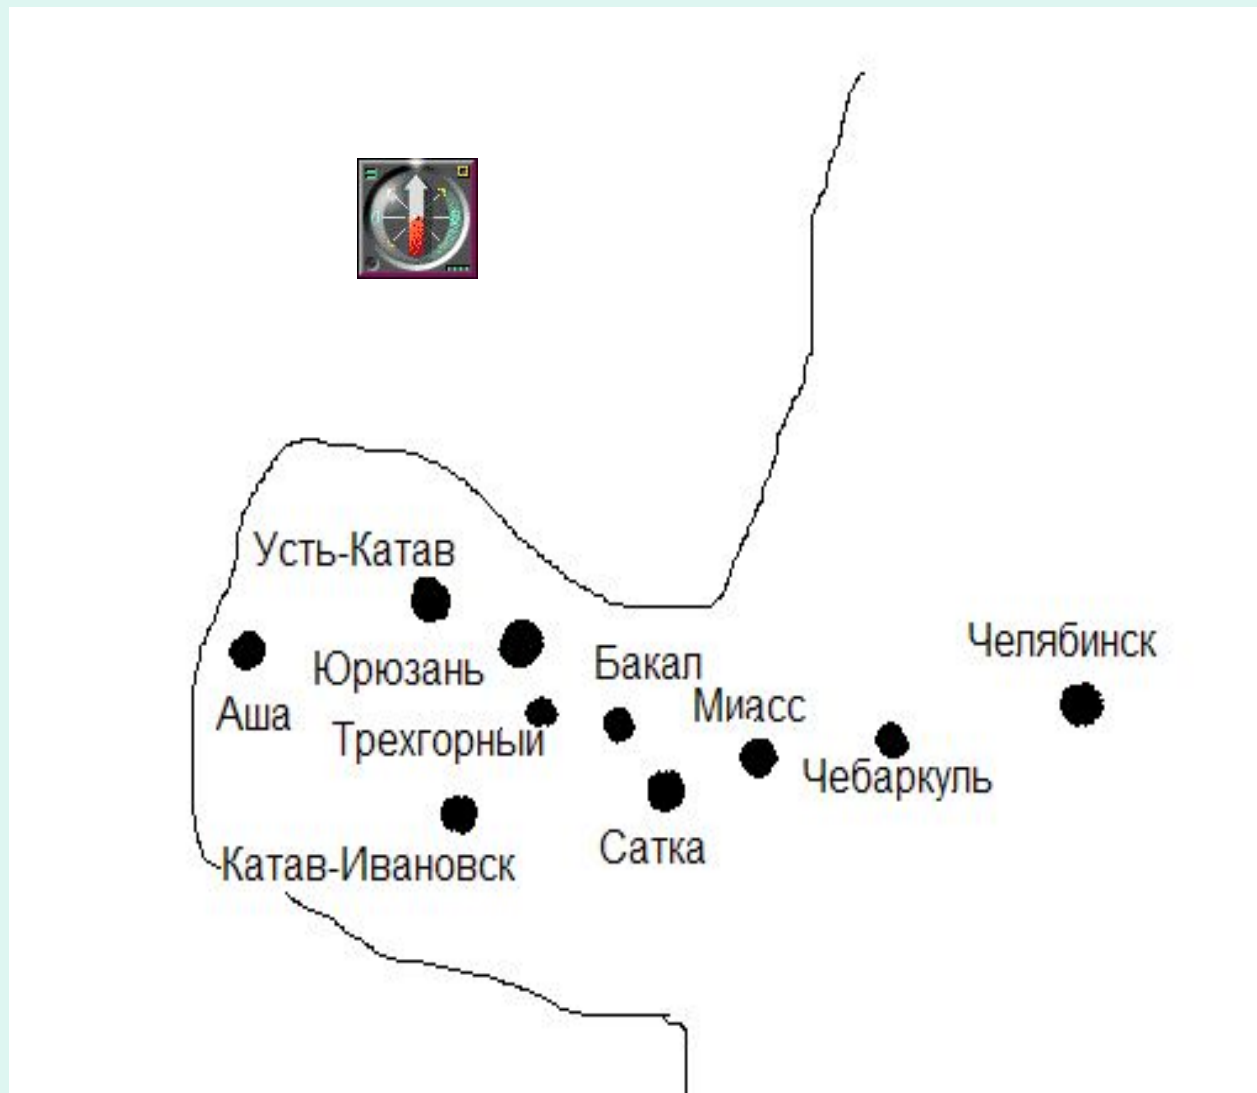 Усть-Катав
Челябинск
Бакал
Юрюзань
Миасс
Аша
Трехгорный
Чебаркуль
Сатка
Катав-Ивановск